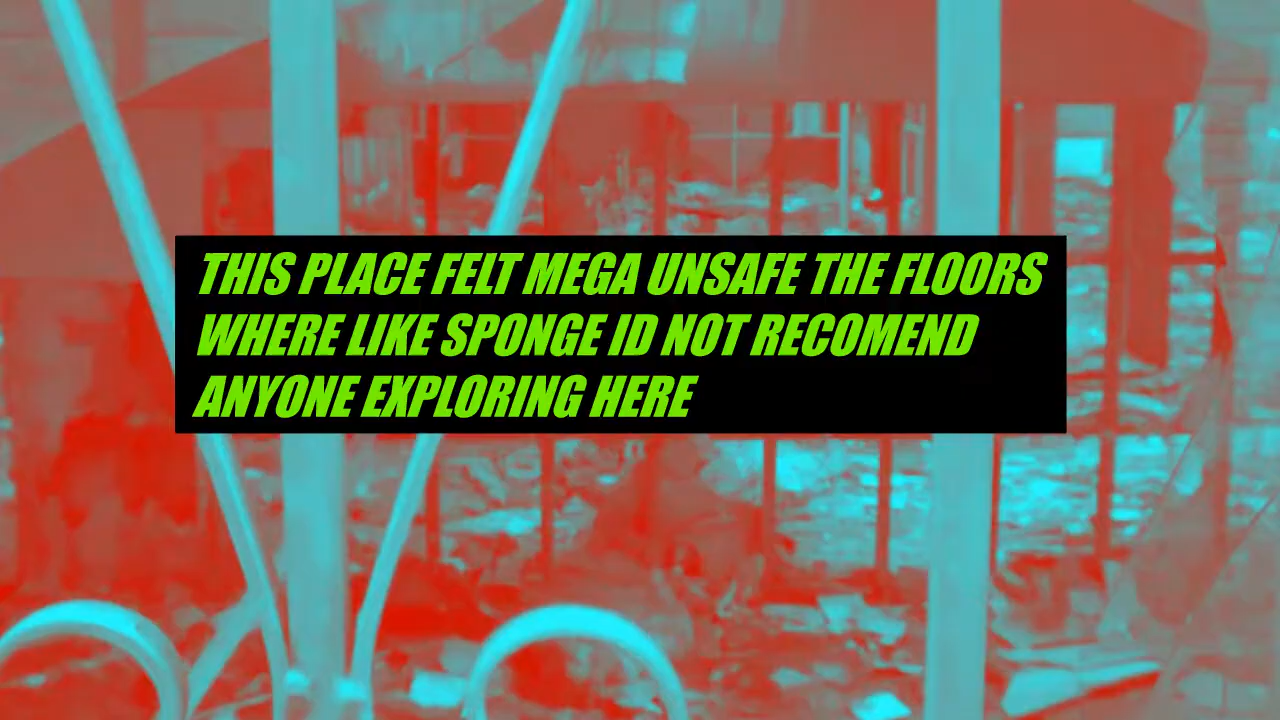 THIS PLACE FELT MEGA UNSAFE THE FLOORS
WHERE LIKE SPONGE ID NOT RECOMEND
ANYONE EXPLORING HERE